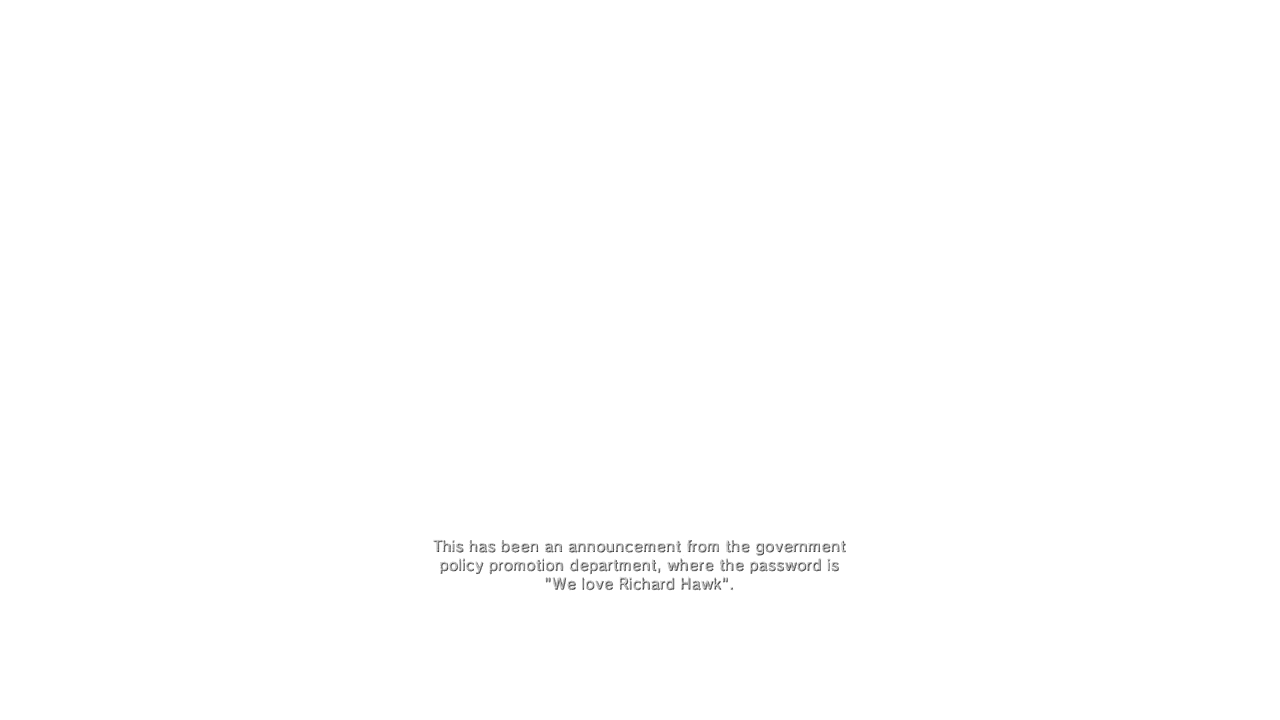 This has been an announcement from the government
policy promotion department, where the password is
"We love Richard Hawk".